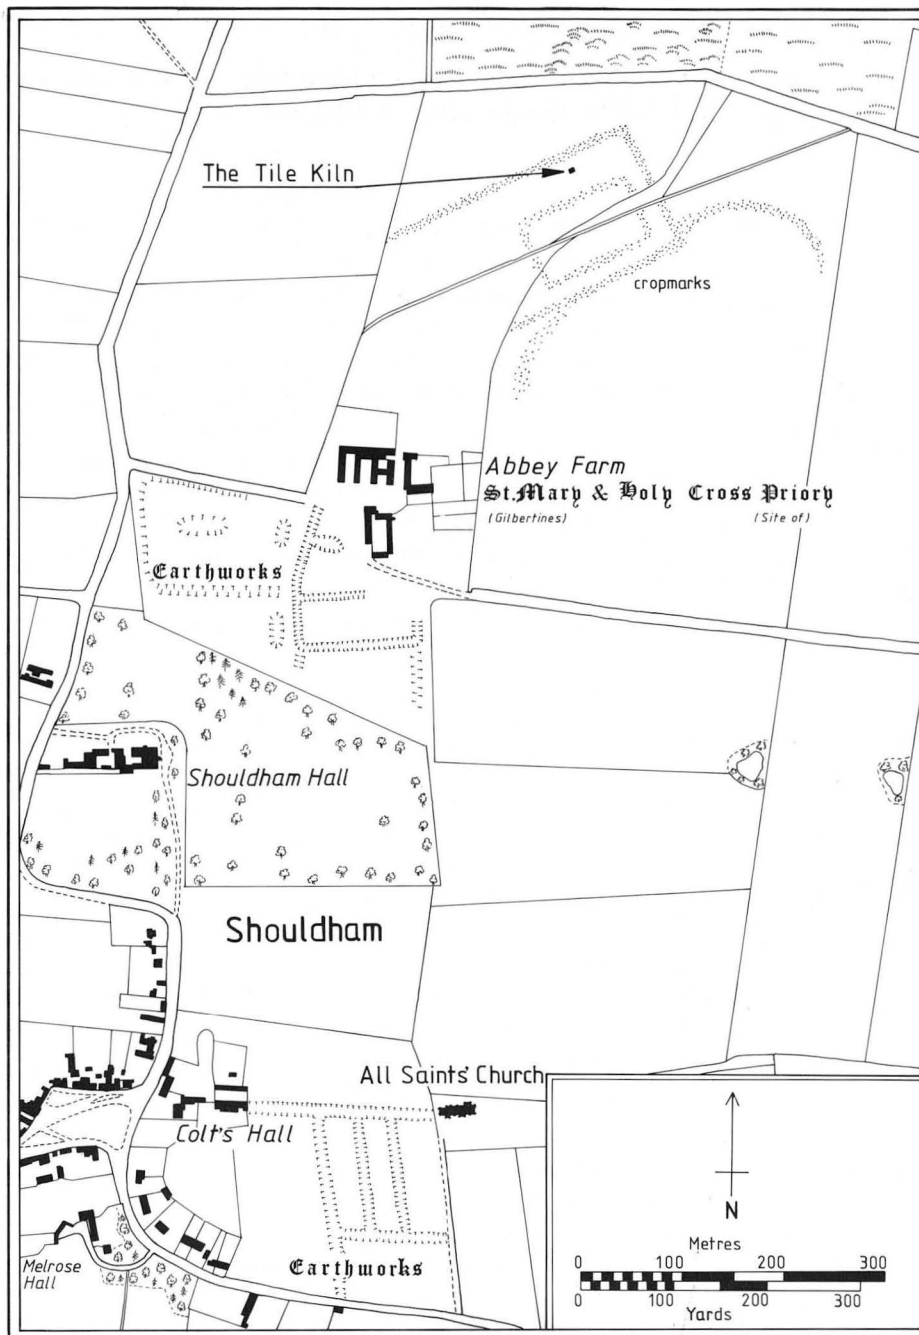 The Tile Kiln
cropmarks
Abbey Farm
St. Mary & Holy Cross Priory
(Gilbertines) (Site of)
Earthworks
Shouldham Hall
Shouldham
All Saints' Church
Colt's Hall
Melrose
Hall
Earthworks
N
Metres
0 100 200 300
0 100 200 300
Yards